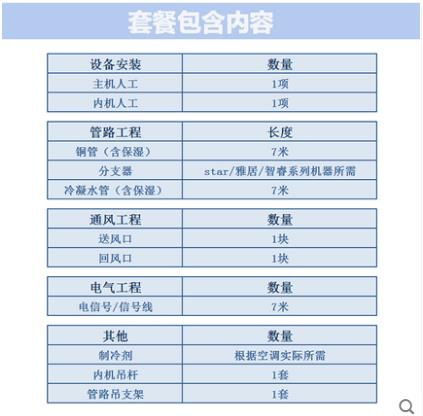 套餐包含内容
设备安装 数量
主机人工 1项
内机人工 1项
管路工程 长度
铜管（含保湿） 7米
分支器 star/雅居/智睿系列机器所需
冷凝水管（含保湿） 7米
通风工程 数量
送风口 1块
回风口 1块
电气工程 数量
电信号/信号线 7米
其他 数量
制冷剂 根据空调实际所需
内机吊杆 1套
管路吊支架 1套